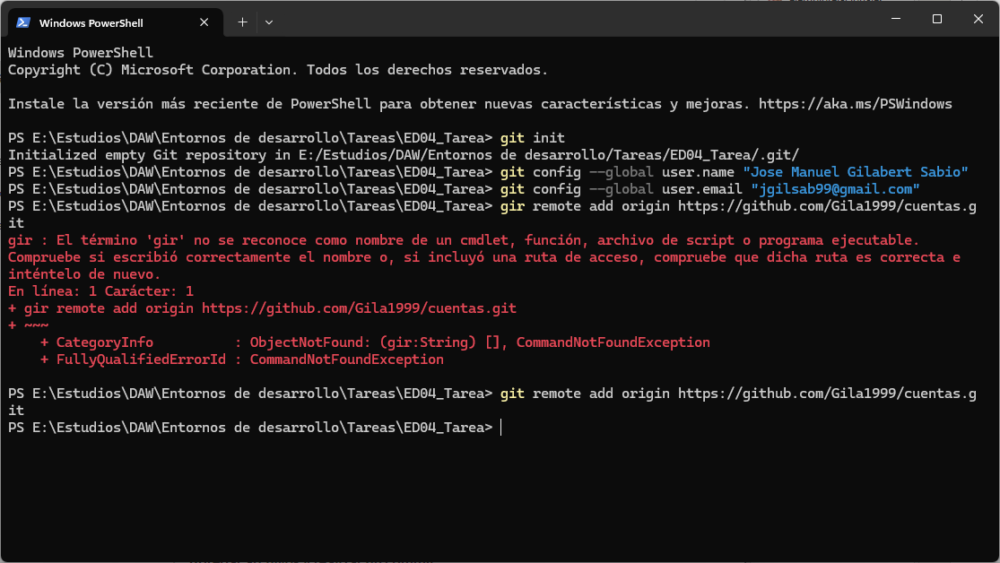 Windows PowerShell
Windows PowerShell
Copyright (C) Microsoft Corporation. Todos los derechos reservados.
Instale la versión más reciente de PowerShell para obtener nuevas características y mejoras. https://aka.ms/PSWindows
PS E:\Estudios\DAW\Entornos de desarrollo\Tareas\ED04_Tarea> git init
Initialized empty Git repository in E:/Estudios/DAW/Entornos de desarrollo/Tareas/ED04_Tarea/.git/
PS E:\Estudios\DAW\Entornos de desarrollo\Tareas\ED04_Tarea> git config --global user.name "Jose Manuel Gilabert Sabio"
PS E:\Estudios\DAW\Entornos de desarrollo\Tareas\ED04_Tarea> git config --global user.email "jgilsab99@gmail.com"
PS E:\Estudios\DAW\Entornos de desarrollo\Tareas\ED04_Tarea> gir remote add origin https://github.com/Gila1999/cuentas.g
it
gir : El término 'gir' no se reconoce como nombre de un cmdlet, función, archivo de script o programa ejecutable.
Compruebe si escribió correctamente el nombre o, si incluyó una ruta de acceso, compruebe que dicha ruta es correcta e
inténtelo de nuevo.
En línea: 1 Carácter: 1
+ gir remote add origin https://github.com/Gila1999/cuentas.git
+ ~~~
    + CategoryInfo          : ObjectNotFound: (gir:String) [], CommandNotFoundException
    + FullyQualifiedErrorId : CommandNotFoundException
PS E:\Estudios\DAW\Entornos de desarrollo\Tareas\ED04_Tarea> git remote add origin https://github.com/Gila1999/cuentas.g
it
PS E:\Estudios\DAW\Entornos de desarrollo\Tareas\ED04_Tarea>